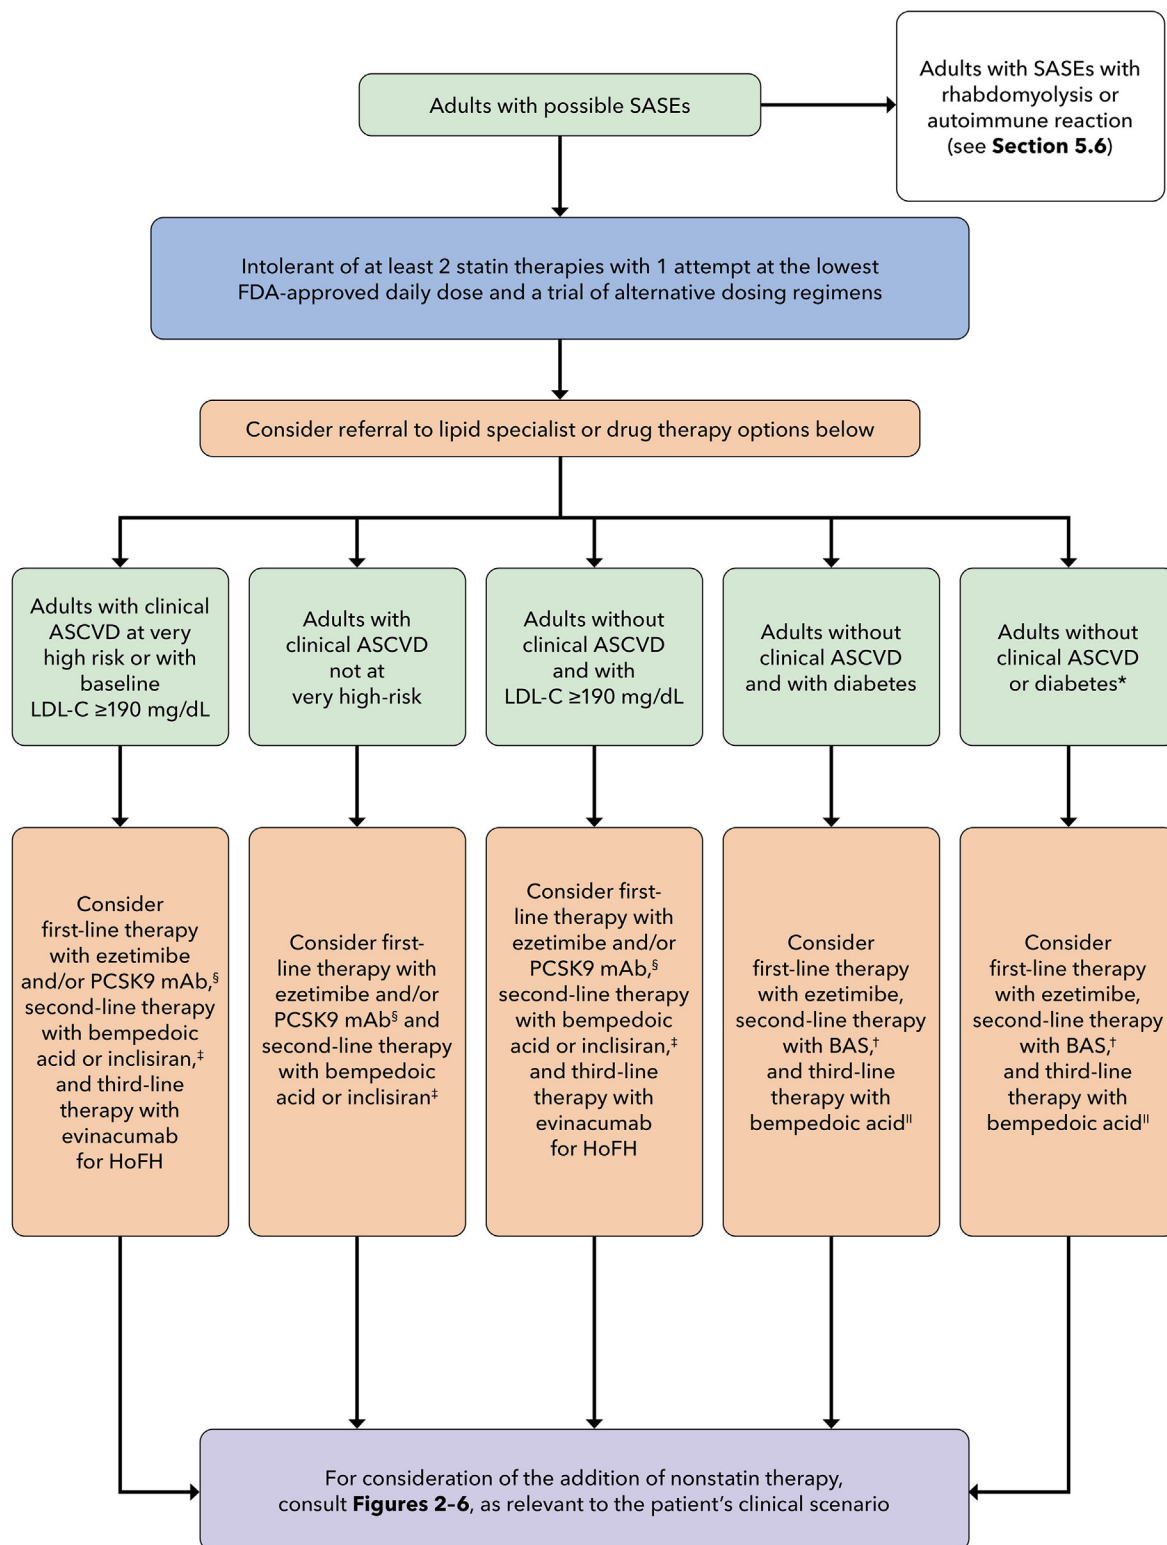 Adults with possible SASEs
Adults with SASEs with
rhabdomyolysis or
autoimmune reaction
(see Section 5.6)
Intolerant of at least 2 statin therapies with 1 attempt at the lowest
FDA-approved daily dose and a trial of alternative dosing regimens
Consider referral to lipid specialist or drug therapy options below
Adults with clinical
ASCVD at very
high risk or with
baseline
LDL-C ≥190 mg/dL
Adults with
clinical ASCVD
not at
very high-risk
Adults without
clinical ASCVD
and with
LDL-C ≥190 mg/dL
Adults without
clinical ASCVD
and with diabetes
Adults without
clinical ASCVD
or diabetes*
Consider
first-line therapy
with ezetimibe
and/or PCSK9 mAb,§
second-line therapy
with bempedoic
acid or inclisiran,‡
and third-line
therapy with
evinacumab
for HoFH
Consider first-
line therapy with
ezetimibe and/or
PCSK9 mAb§ and
second-line therapy
with bempedoic
acid or inclisiran‡
Consider first-
line therapy with
ezetimibe and/or
PCSK9 mAb,§
second-line therapy
with bempedoic
acid or inclisiran,‡
and third-line
therapy with
evinacumab
for HoFH
Consider
first-line therapy
with ezetimibe,
second-line therapy
with BAS,†
and third-line
therapy with
bempedoic acid||
Consider
first-line therapy
with ezetimibe,
second-line therapy
with BAS,†
and third-line
therapy with
bempedoic acid||
For consideration of the addition of nonstatin therapy,
consult Figures 2–6, as relevant to the patient's clinical scenario